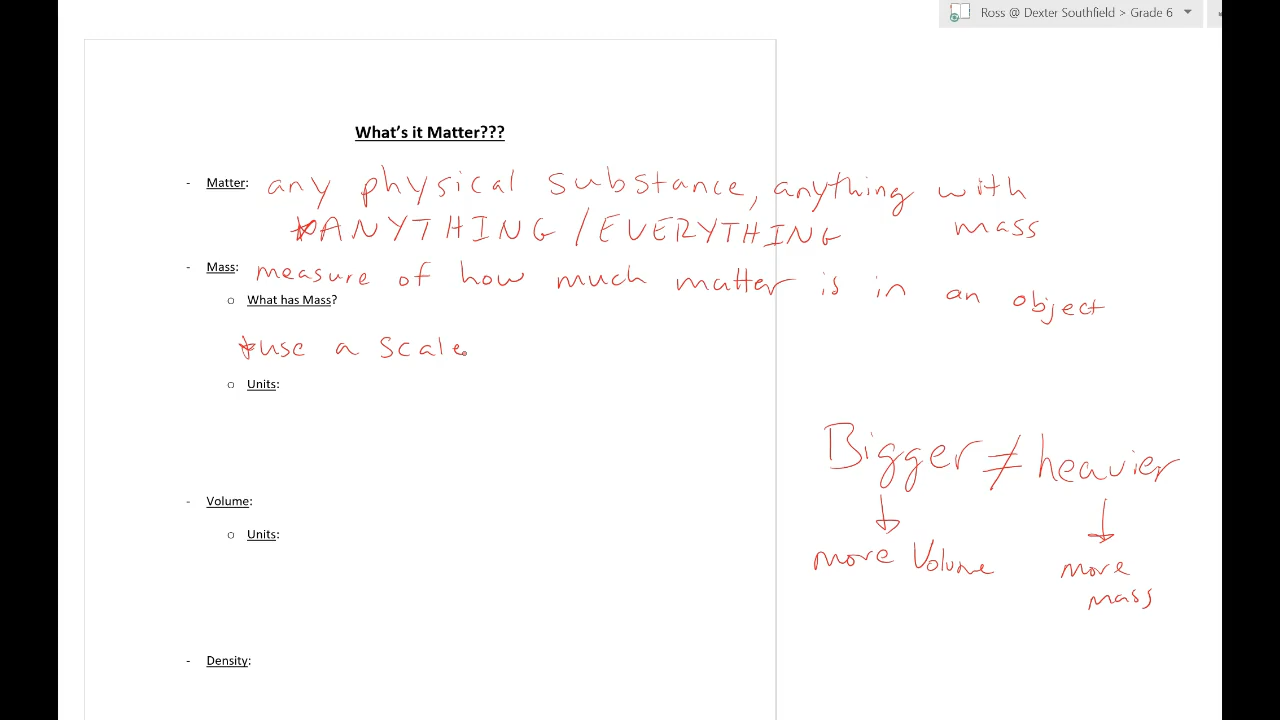 Ross @ Dexter Southfield > Grade 6
What's it Matter???
- Matter: any physical substance, anything with
mass
*ANYTHING / EVERYTHING
- Mass: measure of how much matter is in an object
o What has Mass?
*use a scale
o Units:
Bigger ≠ heavier
- Volume:
o Units:
more Volume
more
mass
- Density: